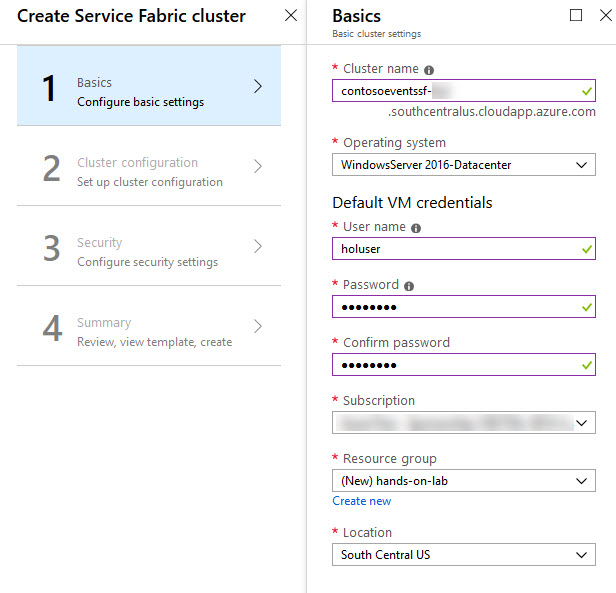 Create Service Fabric cluster
1
Basics
Configure basic settings
2
Cluster configuration
Set up cluster configuration
3
Security
Configure security settings
4
Summary
Review, view template, create
Basics
Basic cluster settings
* Cluster name
contosoeventssf-
.southcentralus.cloudapp.azure.com
* Operating system
WindowsServer 2016-Datacenter
Default VM credentials
* User name
holuser
* Password
••••••••
* Confirm password
••••••••
* Subscription
* Resource group
(New) hands-on-lab
Create new
* Location
South Central US